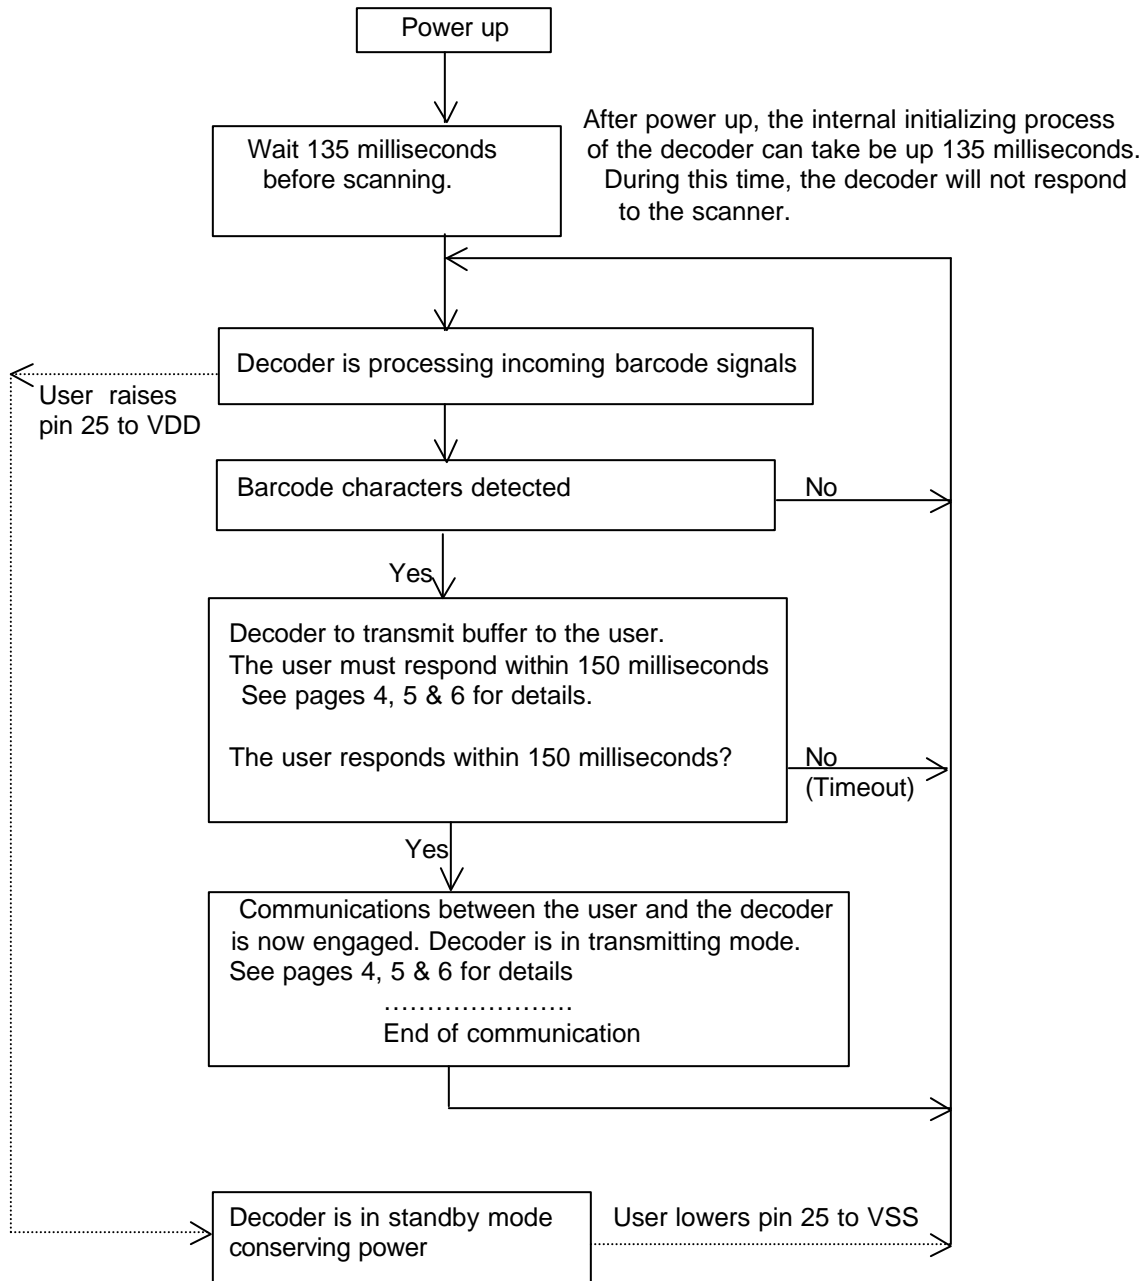 Power up
Wait 135 milliseconds
before scanning.
After power up, the internal initializing process
of the decoder can take be up 135 milliseconds.
During this time, the decoder will not respond
to the scanner.
Decoder is processing incoming barcode signals
User raises
pin 25 to VDD
Barcode characters detected
No
Yes
Decoder to transmit buffer to the user.
The user must respond within 150 milliseconds
See pages 4, 5 & 6 for details.
The user responds within 150 milliseconds?
No
(Timeout)
Yes
Communications between the user and the decoder
is now engaged. Decoder is in transmitting mode.
See pages 4, 5 & 6 for details
......................
End of communication
Decoder is in standby mode
conserving power
User lowers pin 25 to VSS